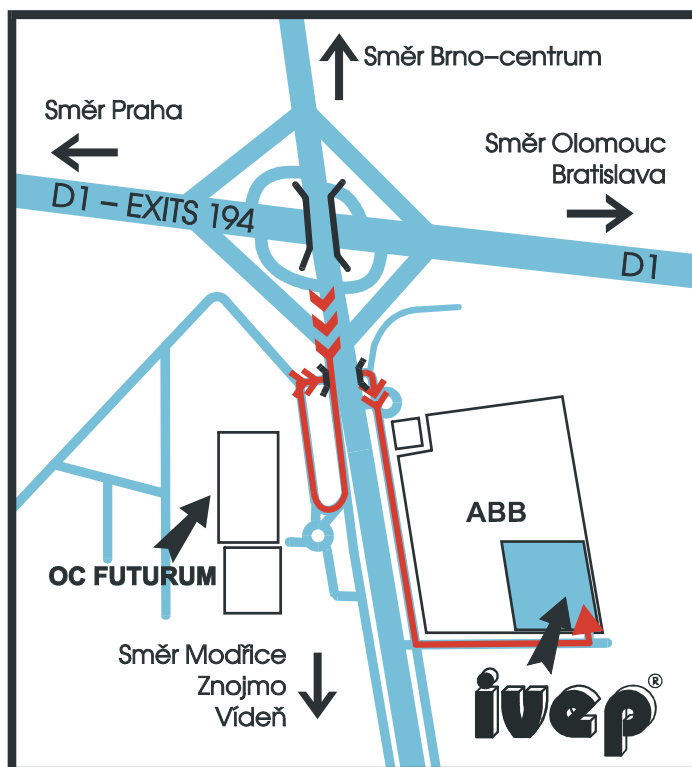 Směr Brno–centrum
Směr Praha
Směr Olomouc
Bratislava
D1 – EXITS 194
D1
ABB
OC FUTURUM
Směr Modřice
Znojmo
Vídeň
ivep®